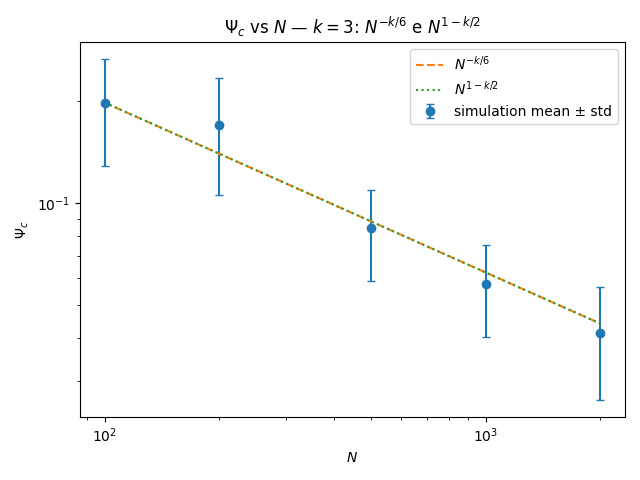 Ψ_c vs N — k = 3: N^{−k/6} e N^{1−k/2}
N^{−k/6}
N^{1−k/2}
simulation mean ± std
Ψ_c
10^{−1}
10^2
10^3
N